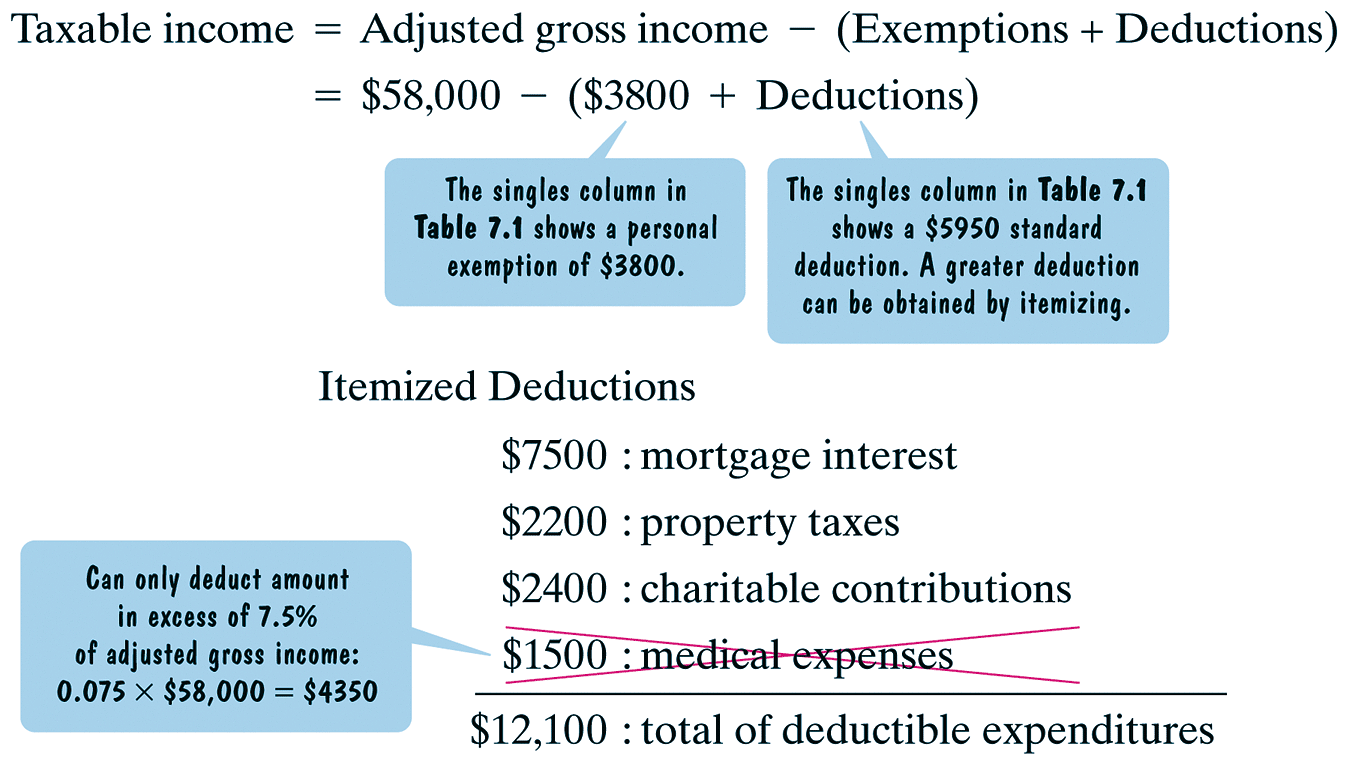 Taxable income = Adjusted gross income − (Exemptions + Deductions)
= $58,000 − ($3800 + Deductions)
The singles column in
Table 7.1 shows a personal
exemption of $3800.
The singles column in Table 7.1
shows a $5950 standard
deduction. A greater deduction
can be obtained by itemizing.
Itemized Deductions
$7500 : mortgage interest
$2200 : property taxes
$2400 : charitable contributions
Can only deduct amount
in excess of 7.5%
of adjusted gross income:
0.075 × $58,000 = $4350
$1500 : medical expenses
$12,100 : total of deductible expenditures